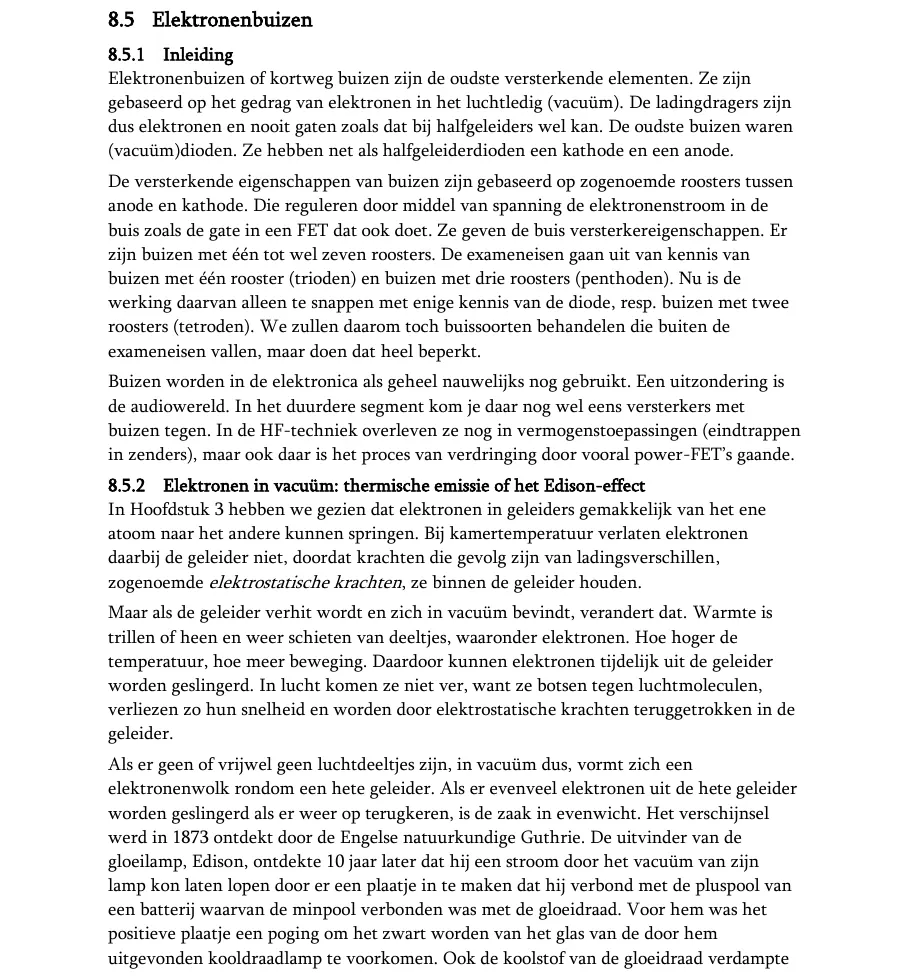 8.5 Elektronenbuizen
8.5.1 Inleiding
Elektronenbuizen of kortweg buizen zijn de oudste versterkende elementen. Ze zijn
gebaseerd op het gedrag van elektronen in het luchtledig (vacuüm). De ladingdragers zijn
dus elektronen en nooit gaten zoals dat bij halfgeleiders wel kan. De oudste buizen waren
(vacuüm)dioden. Ze hebben net als halfgeleiderdioden een kathode en een anode.
De versterkende eigenschappen van buizen zijn gebaseerd op zogenoemde roosters tussen
anode en kathode. Die reguleren door middel van spanning de elektronenstroom in de
buis zoals de gate in een FET dat ook doet. Ze geven de buis versterkereigenschappen. Er
zijn buizen met één tot wel zeven roosters. De exameneisen gaan uit van kennis van
buizen met één rooster (trioden) en buizen met drie roosters (penthoden). Nu is de
werking daarvan alleen te snappen met enige kennis van de diode, resp. buizen met twee
roosters (tetroden). We zullen daarom toch buissoorten behandelen die buiten de
exameneisen vallen, maar doen dat heel beperkt.
Buizen worden in de elektronica als geheel nauwelijks nog gebruikt. Een uitzondering is
de audiowereld. In het duurdere segment kom je daar nog wel eens versterkers met
buizen tegen. In de HF-techniek overleven ze nog in vermogenstoepassingen (eindtrappen
in zenders), maar ook daar is het proces van verdringing door vooral power-FET's gaande.
8.5.2 Elektronen in vacuüm: thermische emissie of het Edison-effect
In Hoofdstuk 3 hebben we gezien dat elektronen in geleiders gemakkelijk van het ene
atoom naar het andere kunnen springen. Bij kamertemperatuur verlaten elektronen
daarbij de geleider niet, doordat krachten die gevolg zijn van ladingsverschillen,
zogenoemde elektrostatische krachten, ze binnen de geleider houden.
Maar als de geleider verhit wordt en zich in vacuüm bevindt, verandert dat. Warmte is
trillen of heen en weer schieten van deeltjes, waaronder elektronen. Hoe hoger de
temperatuur, hoe meer beweging. Daardoor kunnen elektronen tijdelijk uit de geleider
worden geslingerd. In lucht komen ze niet ver, want ze botsen tegen luchtmoleculen,
verliezen zo hun snelheid en worden door elektrostatische krachten teruggetrokken in de
geleider.
Als er geen of vrijwel geen luchtdeeltjes zijn, in vacuüm dus, vormt zich een
elektronenwolk rondom een hete geleider. Als er evenveel elektronen uit de hete geleider
worden geslingerd als er weer op terugkeren, is de zaak in evenwicht. Het verschijnsel
werd in 1873 ontdekt door de Engelse natuurkundige Guthrie. De uitvinder van de
gloeilamp, Edison, ontdekte 10 jaar later dat hij een stroom door het vacuüm van zijn
lamp kon laten lopen door er een plaatje in te maken dat hij verbond met de pluspool van
een batterij waarvan de minpool verbonden was met de gloeidraad. Voor hem was het
positieve plaatje een poging om het zwart worden van het glas van de door hem
uitgevonden kooldraadlamp te voorkomen. Ook de koolstof van de gloeidraad verdampte